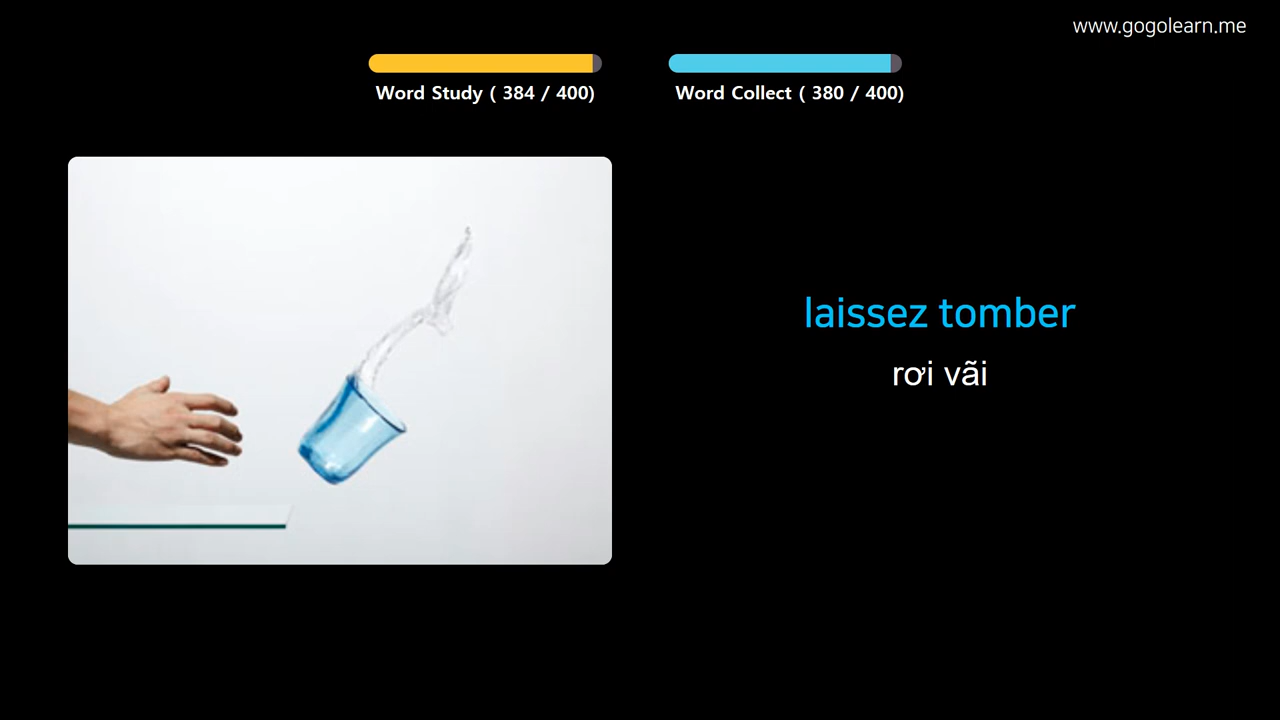 www.gogolearn.me
Word Study ( 384 / 400)
Word Collect ( 380 / 400)
laissez tomber
rơi vãi